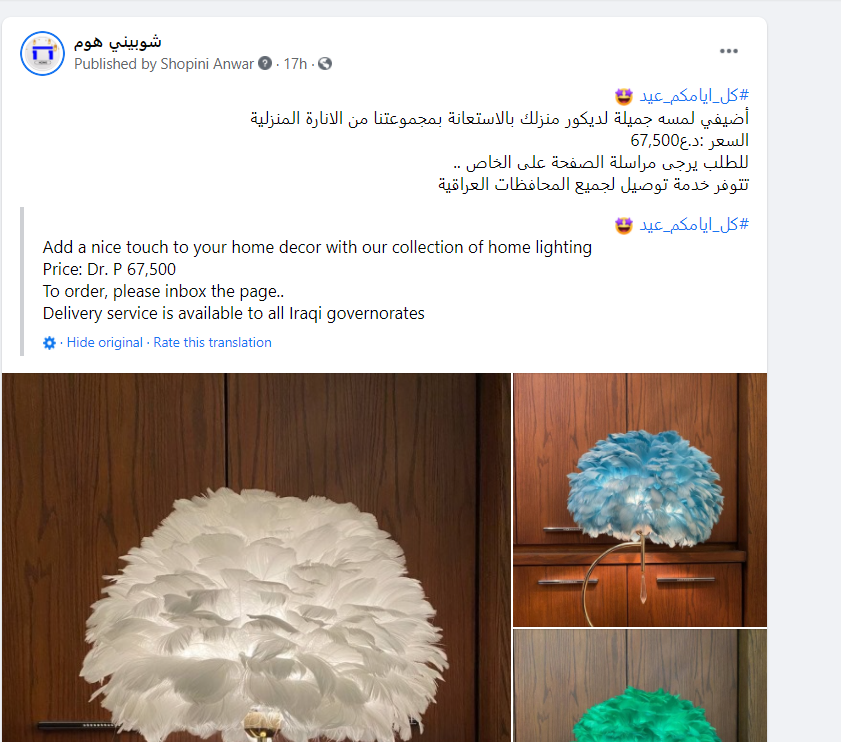 شوبيني هوم
Published by Shopini Anwar · 17h ·
#كل_ايامكم_عيد 🤩
أضيفي لمسه جميلة لديكور منزلك بالاستعانة بمجموعتنا من الانارة المنزلية
السعر :د.ع67,500
للطلب يرجى مراسلة الصفحة على الخاص ..
تتوفر خدمة توصيل لجميع المحافظات العراقية
#كل_ايامكم_عيد 🤩
Add a nice touch to your home decor with our collection of home lighting
Price: Dr. P 67,500
To order, please inbox the page..
Delivery service is available to all Iraqi governorates
· Hide original · Rate this translation